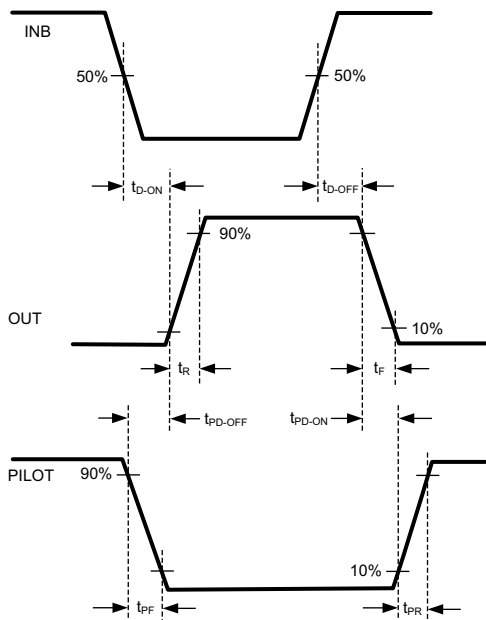 INB
50%
50%
tD-ON
tD-OFF
90%
OUT
10%
tR
tF
tPD-OFF
tPD-ON
PILOT
90%
10%
tPF
tPR